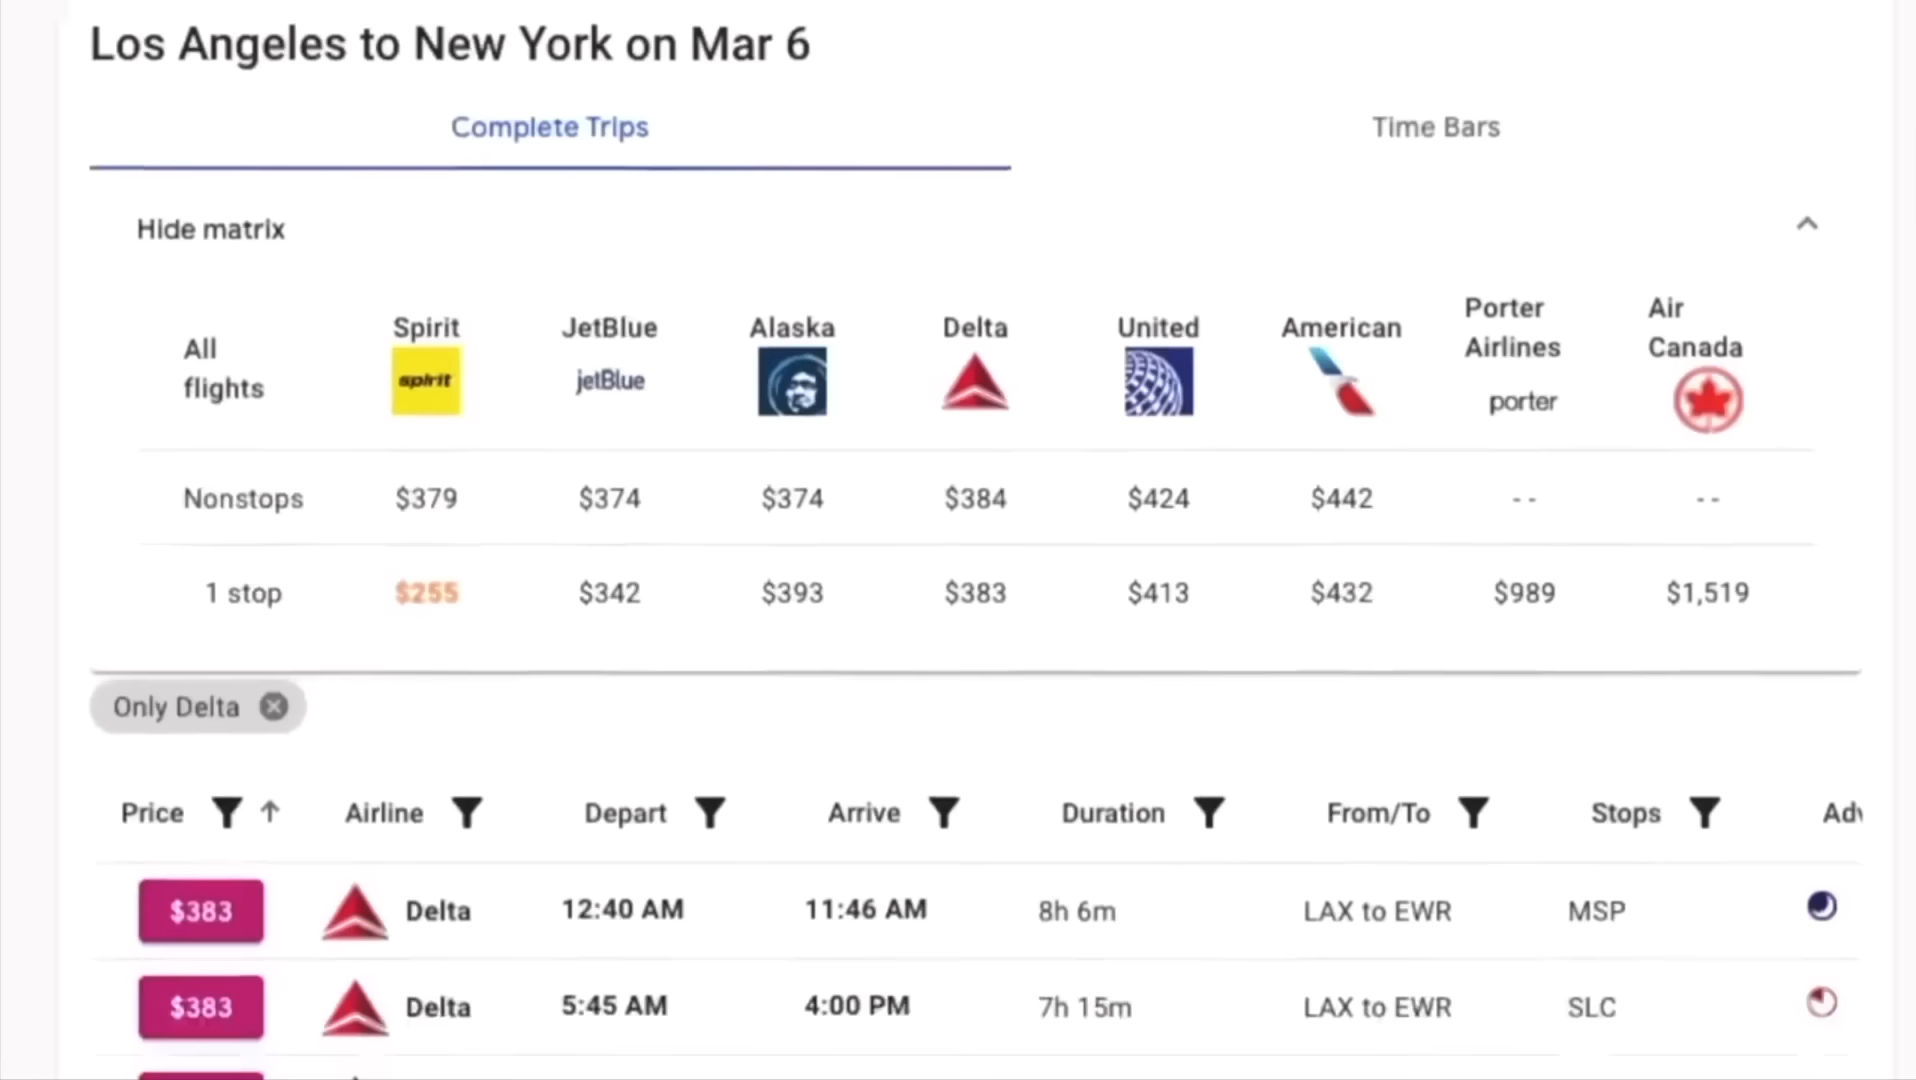 Los Angeles to New York on Mar 6
Complete Trips
Time Bars
Hide matrix
All flights
Spirit
spirit
JetBlue
jetBlue
Alaska
Delta
United
American
Porter Airlines
porter
Air Canada
Nonstops $379 $374 $374 $384 $424 $442 -- --
1 stop $255 $342 $393 $383 $413 $432 $989 $1,519
Only Delta
Price Airline Depart Arrive Duration From/To Stops
$383 Delta 12:40 AM 11:46 AM 8h 6m LAX to EWR MSP
$383 Delta 5:45 AM 4:00 PM 7h 15m LAX to EWR SLC